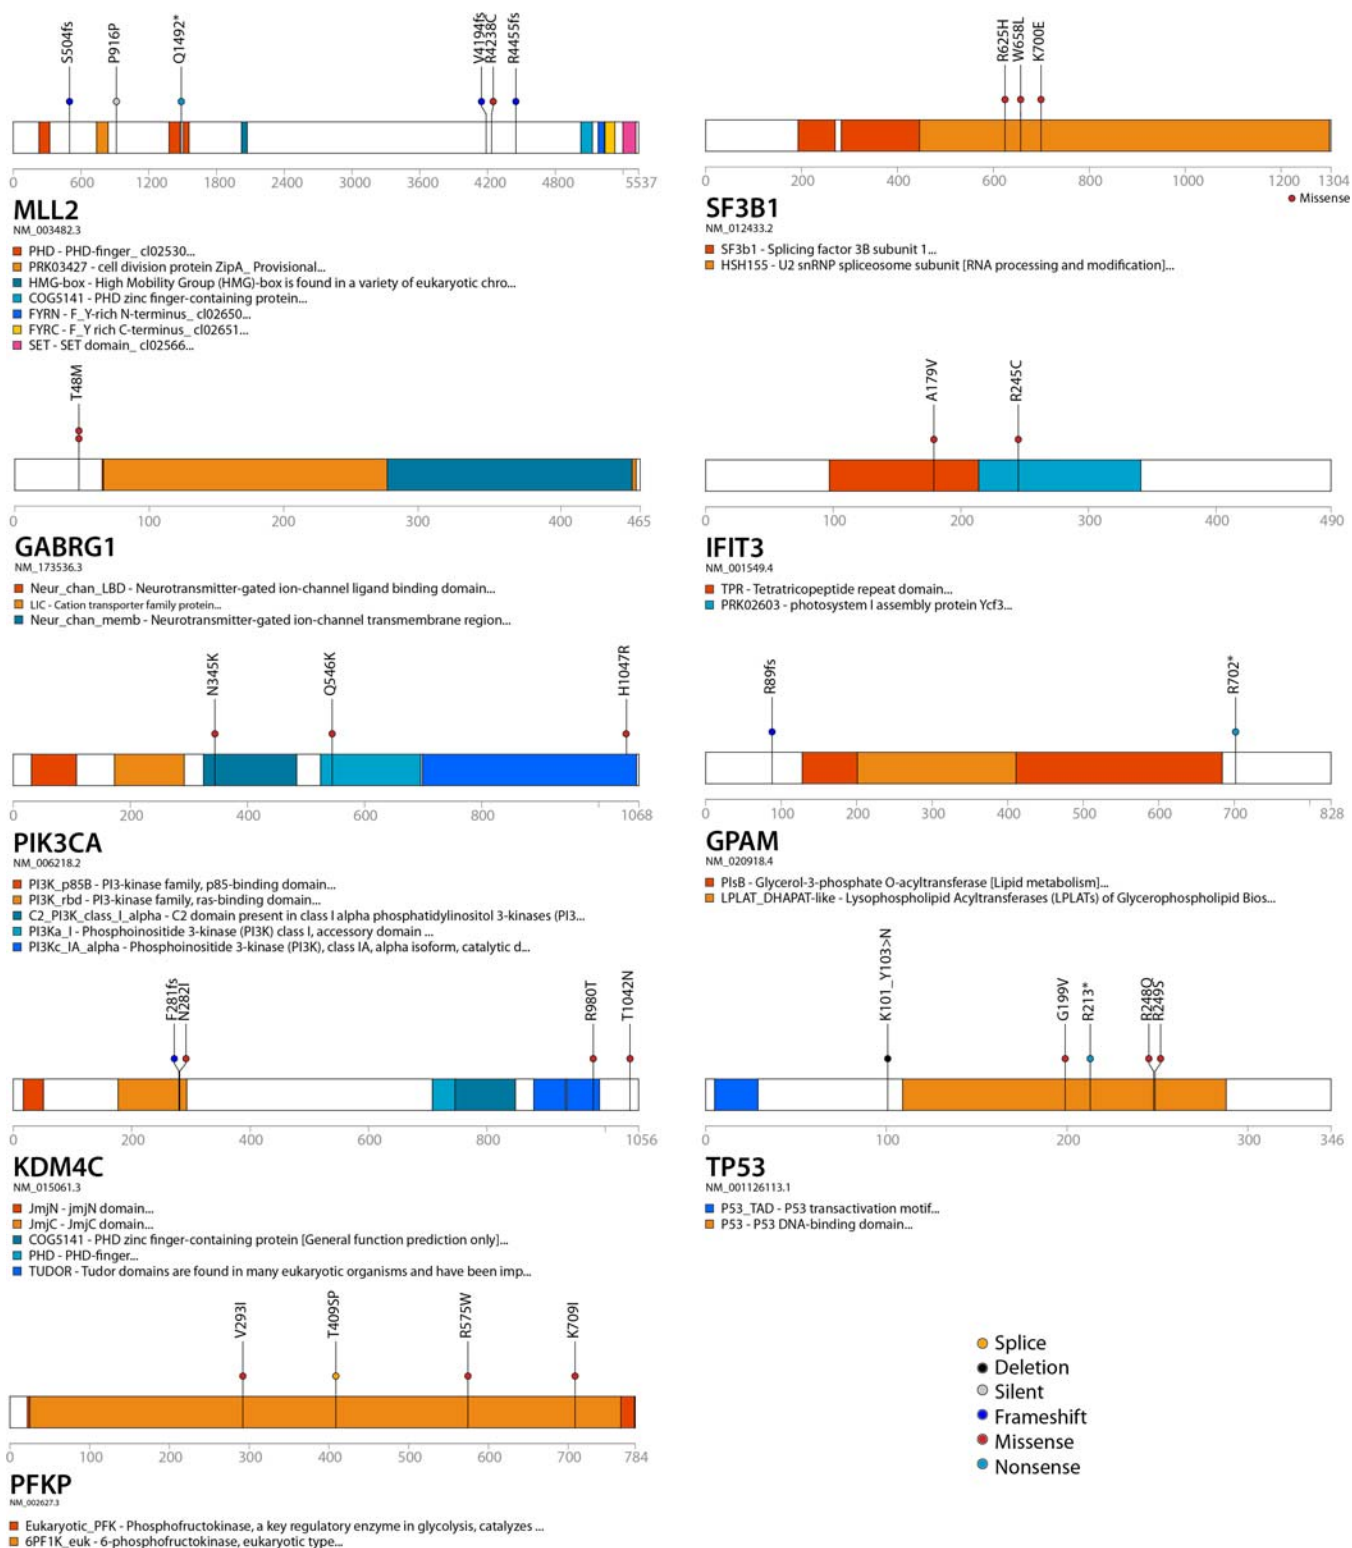 S504fs
P916P
Q1492*
V4194fs
R4238C
R4455fs
0 600 1200 1800 2400 3000 3600 4200 4800 5537
MLL2
NM_003482.3
PHD - PHD-finger_ cl02530...
PRK03427 - cell division protein ZipA_ Provisional...
HMG-box - High Mobility Group (HMG)-box is found in a variety of eukaryotic chro...
COG5141 - PHD zinc finger-containing protein...
FYRN - F_Y-rich N-terminus_ cl02650...
FYRC - F_Y rich C-terminus_ cl02651...
SET - SET domain_ cl02566...
R625H
W658L
K700E
0 200 400 600 800 1000 1200 1304
Missense
SF3B1
NM_012433.2
SF3b1 - Splicing factor 3B subunit 1...
HSH155 - U2 snRNP spliceosome subunit [RNA processing and modification]...
T48M
0 100 200 300 400 465
GABRG1
NM_173536.3
Neur_chan_LBD - Neurotransmitter-gated ion-channel ligand binding domain...
LIC - Cation transporter family protein...
Neur_chan_memb - Neurotransmitter-gated ion-channel transmembrane region...
A179V
R245C
0 100 200 300 400 490
IFIT3
NM_001549.4
TPR - Tetratricopeptide repeat domain...
PRK02603 - photosystem I assembly protein Ycf3...
N345K
Q546K
H1047R
0 200 400 600 800 1068
PIK3CA
NM_006218.2
PI3K_p85B - PI3-kinase family, p85-binding domain...
PI3K_rbd - PI3-kinase family, ras-binding domain...
C2_PI3K_class_I_alpha - C2 domain present in class I alpha phosphatidylinositol 3-kinases (PI3...
PI3Ka_I - Phosphoinositide 3-kinase (PI3K) class I, accessory domain ...
PI3Kc_IA_alpha - Phosphoinositide 3-kinase (PI3K), class IA, alpha isoform, catalytic d...
R89fs
R702*
0 100 200 300 400 500 600 700 828
GPAM
NM_020918.4
PlsB - Glycerol-3-phosphate O-acyltransferase [Lipid metabolism]...
LPLAT_DHAPAT-like - Lysophospholipid Acyltransferases (LPLATs) of Glycerophospholipid Bios...
F281fs
N282I
R980T
T1042N
0 200 400 600 800 1056
KDM4C
NM_015061.3
JmjN - jmjN domain...
JmjC - JmjC domain...
COG5141 - PHD zinc finger-containing protein [General function prediction only]...
PHD - PHD-finger...
TUDOR - Tudor domains are found in many eukaryotic organisms and have been imp...
K101_Y103>N
G199V
R213*
R248Q
R249S
0 100 200 300 346
TP53
NM_001126113.1
P53_TAD - P53 transactivation motif...
P53 - P53 DNA-binding domain...
V293I
T409SP
R575W
K709I
0 100 200 300 400 500 600 700 784
PFKP
NM_002627.3
Eukaryotic_PFK - Phosphofructokinase, a key regulatory enzyme in glycolysis, catalyzes ...
6PF1K_euk - 6-phosphofructokinase, eukaryotic type...
Splice
Deletion
Silent
Frameshift
Missense
Nonsense